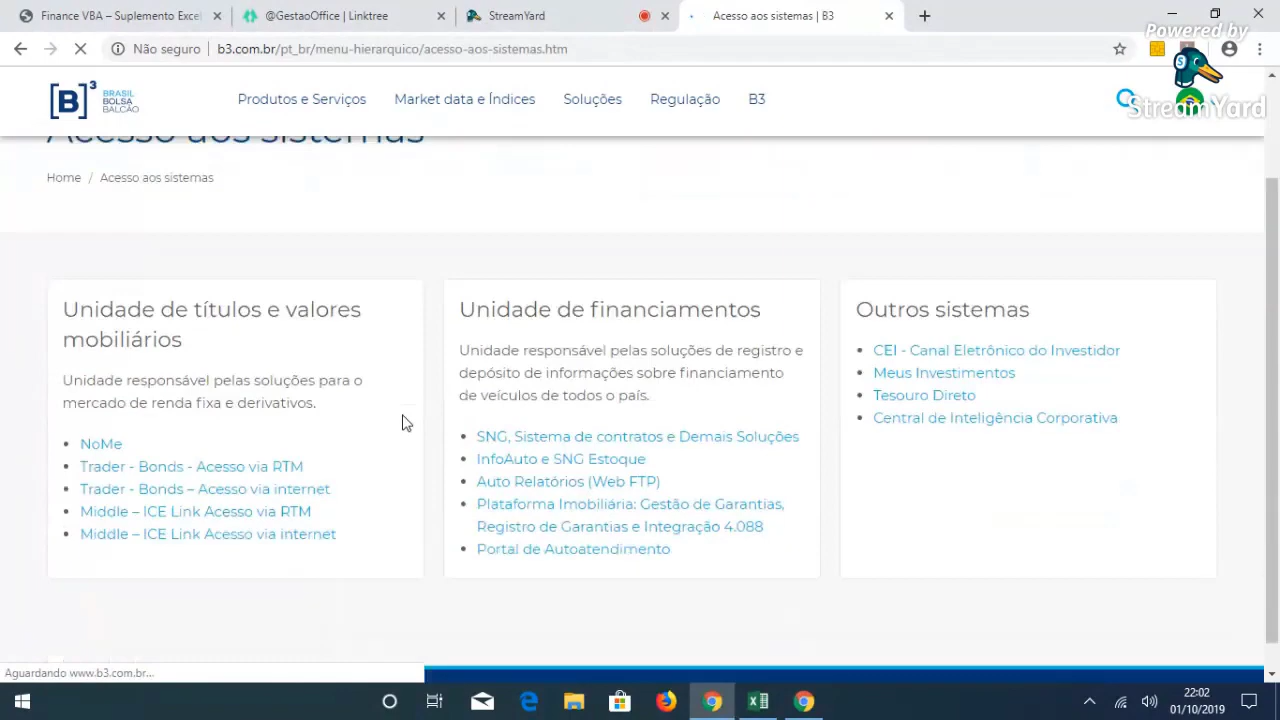 Finance VBA – Suplemento Excel
@GestaoOffice | Linktree
StreamYard
Acesso aos sistemas | B3
Powered by
StreamYard
Não seguro
b3.com.br/pt_br/menu-hierarquico/acesso-aos-sistemas.htm
[B]³
BRASIL
BOLSA
BALCÃO
Produtos e Serviços
Market data e Índices
Soluções
Regulação
B3
Acesso aos sistemas
Home / Acesso aos sistemas
Unidade de títulos e valores
mobiliários
Unidade responsável pelas soluções para o
mercado de renda fixa e derivativos.
NoMe
Trader - Bonds - Acesso via RTM
Trader - Bonds – Acesso via internet
Middle – ICE Link Acesso via RTM
Middle – ICE Link Acesso via internet
Unidade de financiamentos
Unidade responsável pelas soluções de registro e
depósito de informações sobre financiamento
de veículos de todos o país.
SNG, Sistema de contratos e Demais Soluções
InfoAuto e SNG Estoque
Auto Relatórios (Web FTP)
Plataforma Imobiliária: Gestão de Garantias,
Registro de Garantias e Integração 4.088
Portal de Autoatendimento
Outros sistemas
CEI - Canal Eletrônico do Investidor
Meus Investimentos
Tesouro Direto
Central de Inteligência Corporativa
Aguardando www.b3.com.br...
22:02
01/10/2019